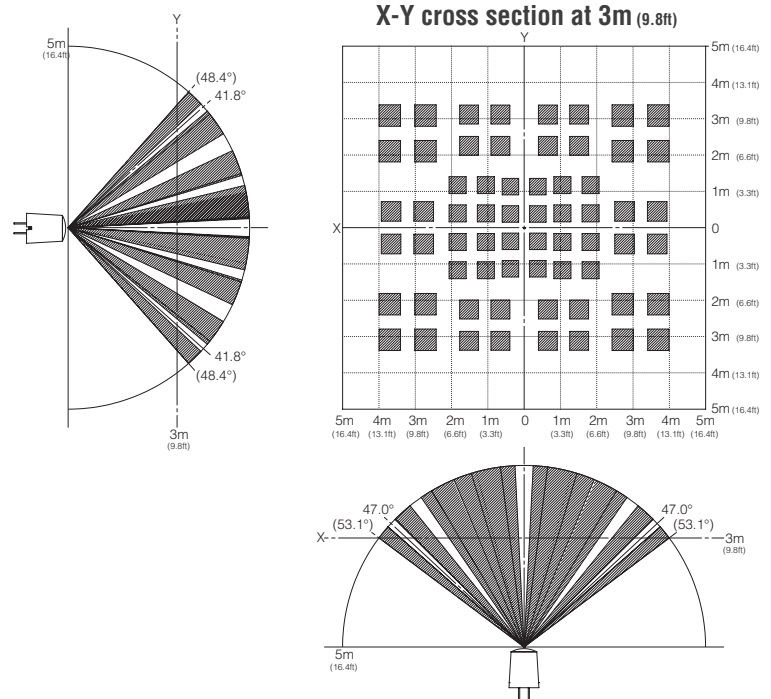 X-Y cross section at 3m (9.8ft)
Y
5m
(16.4ft)
(48.4°)
41.8°
41.8°
(48.4°)
3m
(9.8ft)
Y
X
5m (16.4ft)
4m (13.1ft)
3m (9.8ft)
2m (6.6ft)
1m (3.3ft)
0
1m (3.3ft)
2m (6.6ft)
3m (9.8ft)
4m (13.1ft)
5m (16.4ft)
5m 4m 3m 2m 1m 0 1m 2m 3m 4m 5m
(16.4ft) (13.1ft) (9.8ft) (6.6ft) (3.3ft) (3.3ft) (6.6ft) (9.8ft) (13.1ft) (16.4ft)
47.0° 47.0°
(53.1°) (53.1°)
X 3m
(9.8ft)
5m
(16.4ft)